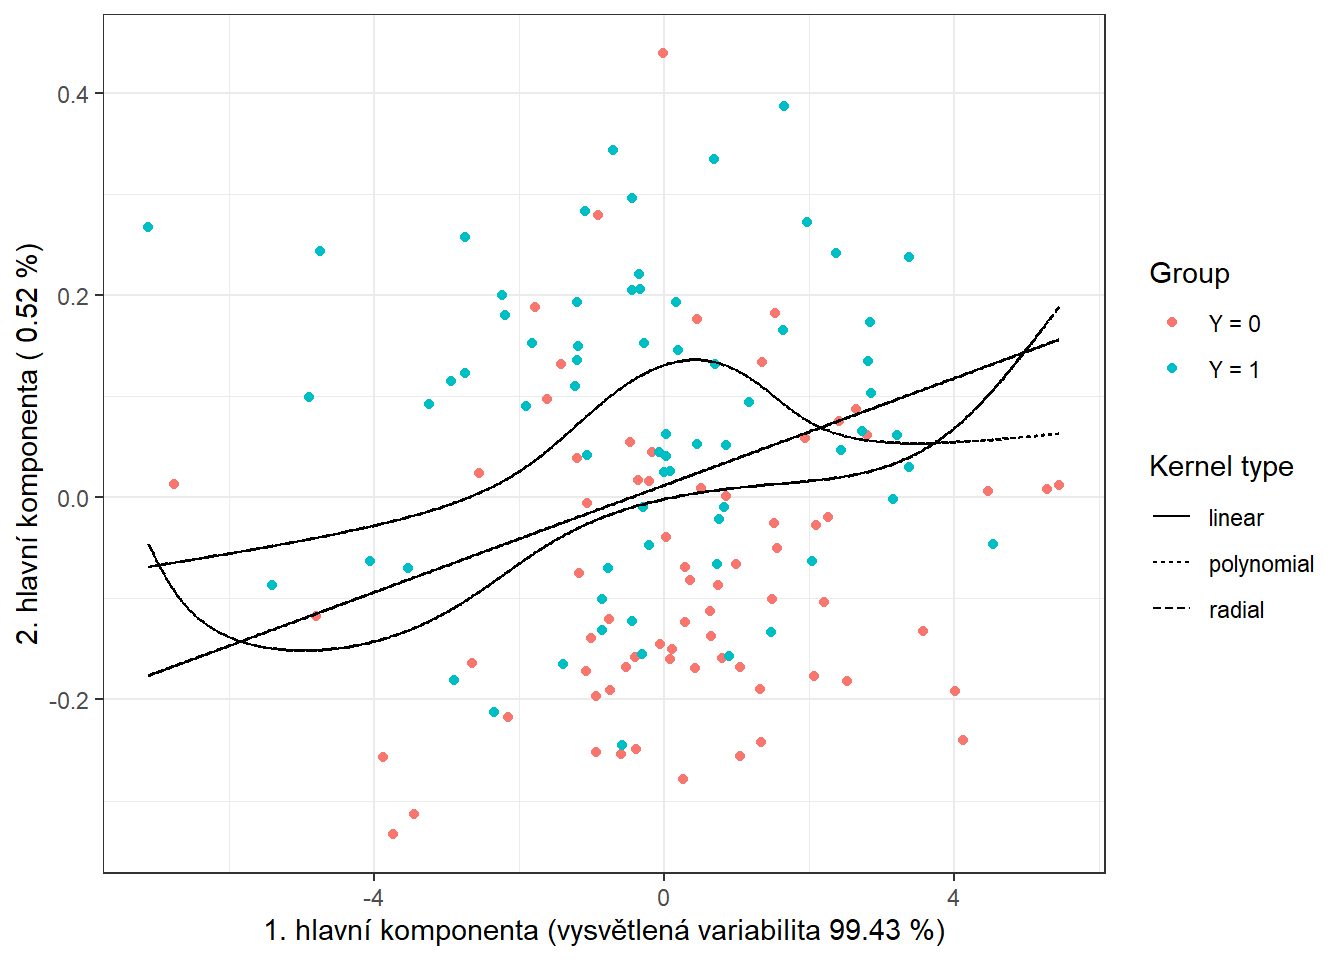 2. hlavní komponenta ( 0.52 %)
0.4
0.2
0.0
-0.2
-4
0
4
1. hlavní komponenta (vysvětlená variabilita 99.43 %)
Group
Y = 0
Y = 1
Kernel type
linear
polynomial
radial